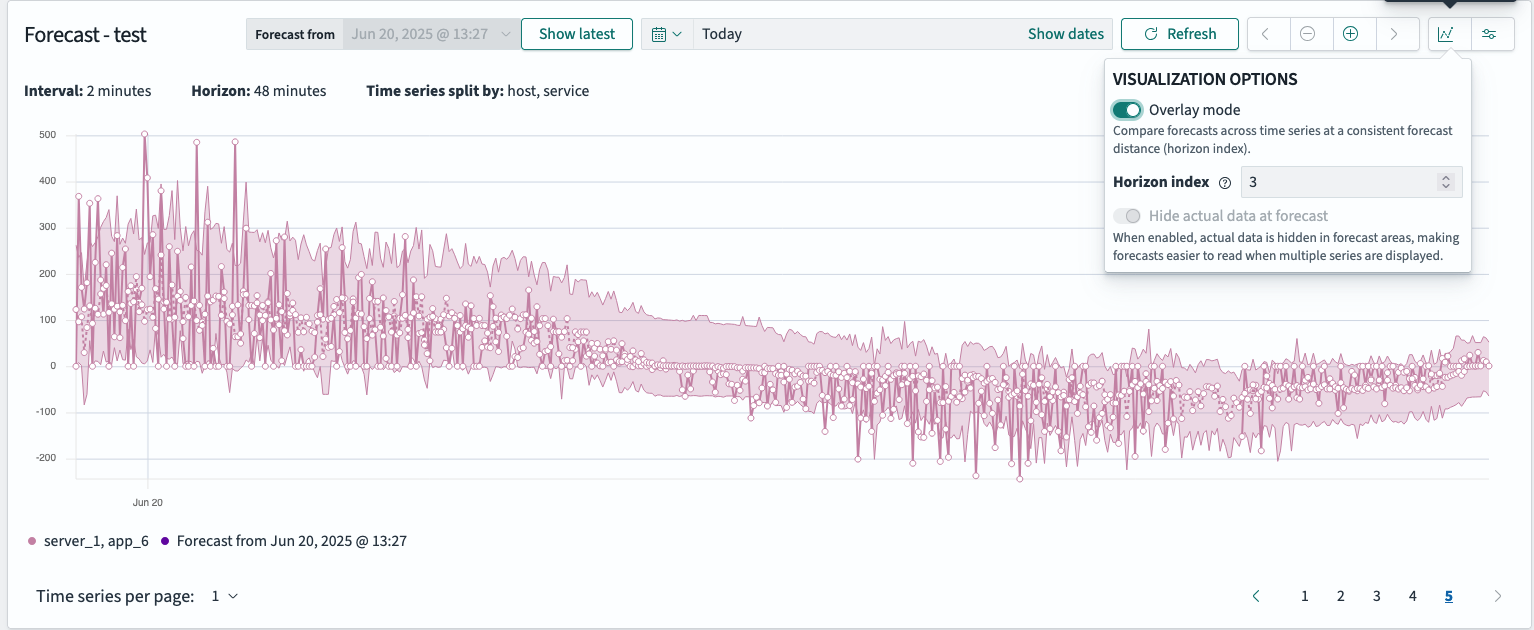 Forecast - test
Forecast from Jun 20, 2025 @ 13:27 Show latest Today Show dates Refresh
Interval: 2 minutes Horizon: 48 minutes Time series split by: host, service
VISUALIZATION OPTIONS
Overlay mode
Compare forecasts across time series at a consistent forecast
distance (horizon index).
Horizon index 3
Hide actual data at forecast
When enabled, actual data is hidden in forecast areas, making
forecasts easier to read when multiple series are displayed.
500
400
300
200
100
0
-100
-200
Jun 20
server_1, app_6 Forecast from Jun 20, 2025 @ 13:27
Time series per page: 1 1 2 3 4 5